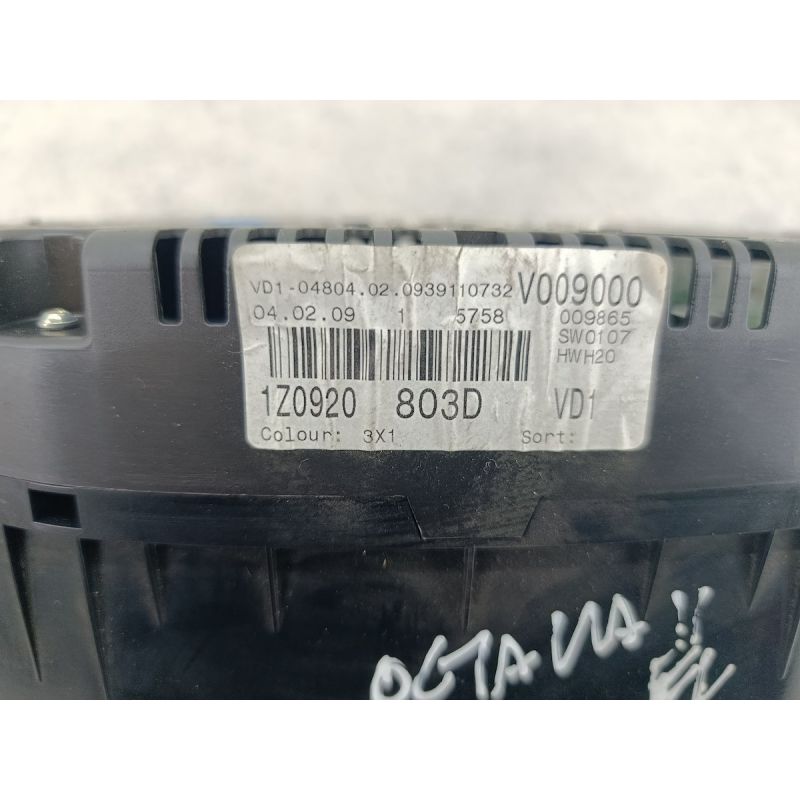 VD1-04804.02.0939110732 V009000
04.02.09 1 5758 009865
SW0107
HWH20
1Z0920 803D VD1
Colour: 3X1 Sort:
OCTAVIA !!